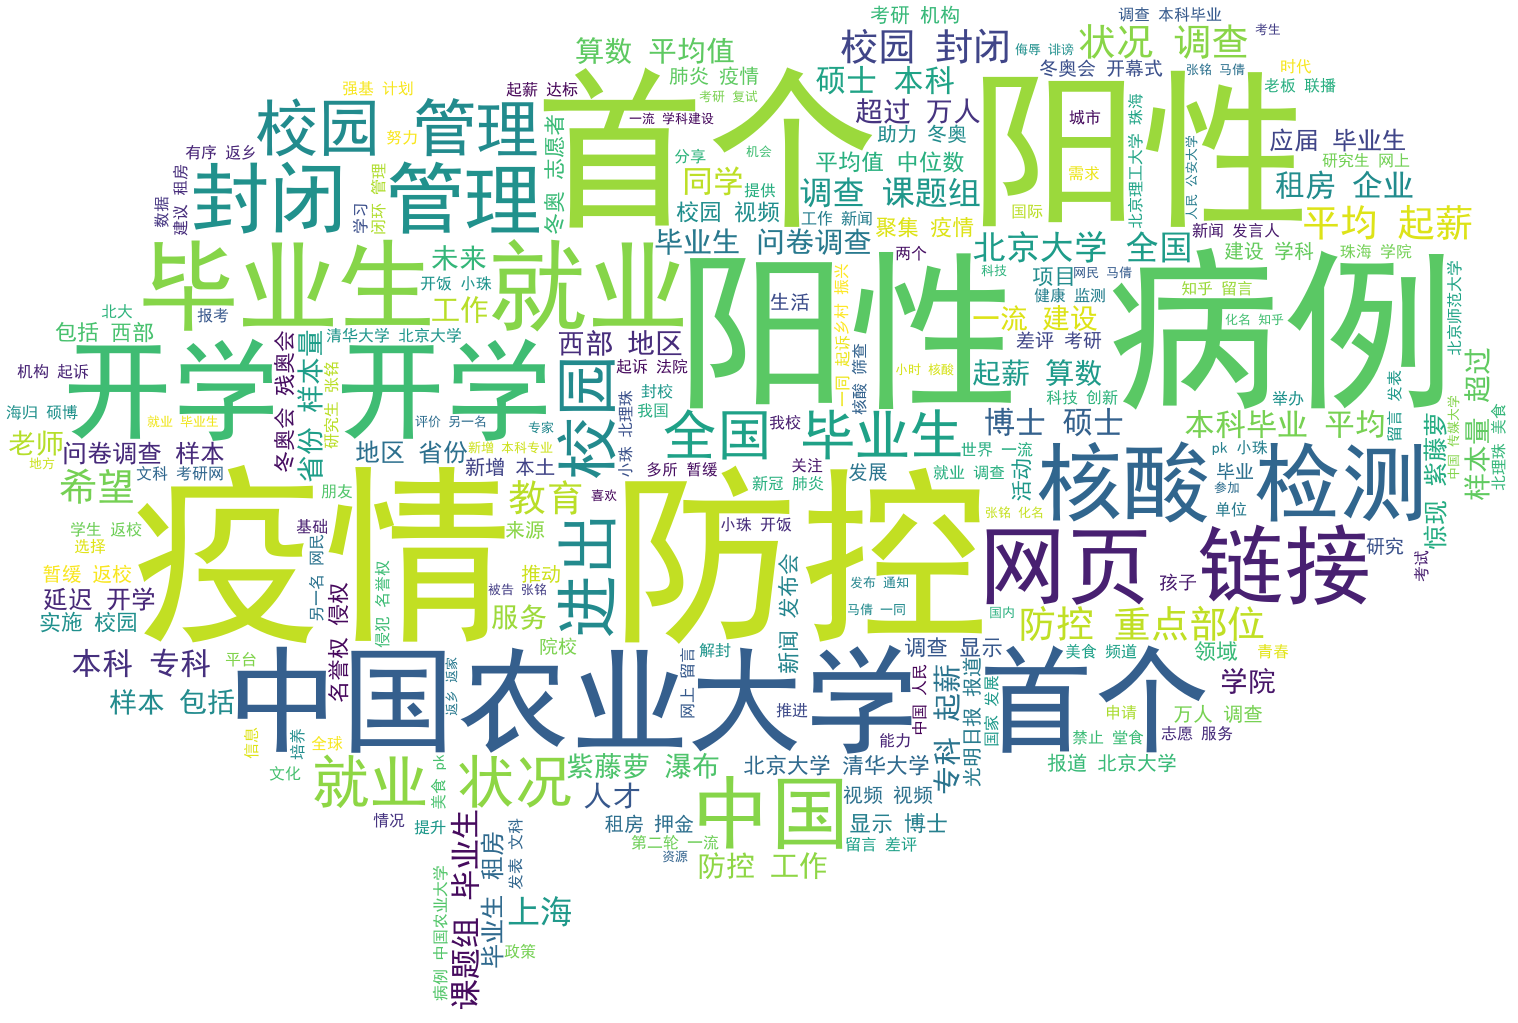 考研 机构
调查 本科毕业
考生
侮辱 诽谤
校园 封闭
状况 调查
算数 平均值
肺炎 疫情
硕士 本科
冬奥会 开幕式
张铭 马倩
时代
老板 联播
强基 计划
起薪 达标
考研 复试
首个 阳性
超过 万人
城市
校园 管理
努力
一流 学科建设
助力 冬奥
北京理工大学 珠海
人民 公安大学
应届 毕业生
冬奥 志愿者
有序 返乡
分享
机会
平均值 中位数
研究生 网上
封闭 管理
同学
提供
调查 课题组
需求
租房 企业
数据
建议 租房
学习
闭环 管理
校园 视频
工作 新闻
国际
平均 起薪
聚集 疫情
新闻 发言人
毕业生 就业
未来
毕业生 问卷调查
两个
北京大学 全国
建设 学科
珠海 学院
阳性 病例
开饭 小珠
科技
项目
网民 马倩
知乎 留言
北京师范大学
健康 监测
北大
报考
工作
生活
一同 起诉
乡村 振兴
一流 建设
化名 知乎
包括 西部
清华大学 北京大学
西部 地区
差评 考研
开学 开学
冬奥会 残奥会
省份 样本量
研究生 张铭
机构 起诉
校园
起诉 法院
核酸 筛查
小时 核酸
起薪 算数
样本量 超过
留言 发表
海归 硕博
就业 毕业生
评价 另一名
封校
我国
科技 创新
举办
中国 传媒大学
北理珠 美食
老师
专家
小珠 北理珠
全国 毕业生
我校
博士 硕士
本科毕业 平均
惊现 紫藤萝
地方
问卷调查 样本
地区 省份
新增 本科专业
世界 一流
pk 小珠
文科 考研网
新增 本土
多所 暂缓
关注
发展
就业 调查
活动
毕业
希望
朋友
教育
喜欢
新冠 肺炎
核酸 检测
参加
单位
疫情 防控
张铭 化名
学生 返校
基础
来源
小珠 开饭
网页 链接
研究
选择
另一名 网民
侵犯 名誉权
进出
考试
暂缓 返校
推动
发布 通知
孩子
延迟 开学
名誉权 侵权
被告 张铭
新闻 发布会
马倩 一同
国内
实施 校园
服务
防控 重点部位
本科 专科
平台
院校
解封
调查 显示
美食 频道
领域
青春
中国农业大学 首个
返乡 返家
网上 留言
中国 人民
专科 起薪
光明日报 报道
国家 发展
学院
样本 包括
推进
申请
万人 调查
信息
培养
全球
能力
禁止 堂食
志愿 服务
文化
就业 状况
美食 pk
紫藤萝 瀑布
北京大学 清华大学
报道 北京大学
人才
中国
视频 视频
情况
提升
租房 押金
显示 博士
课题组 毕业生
毕业生 租房
发表 文科
第二轮 一流
留言 差评
资源
防控 工作
病例 中国农业大学
上海
政策